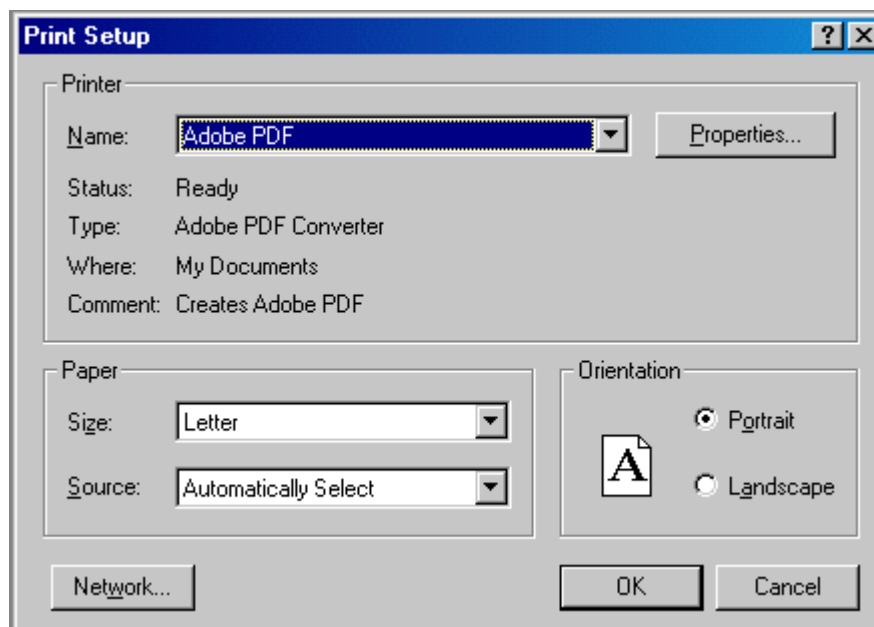 Print Setup
Printer
Name: Adobe PDF Properties...
Status: Ready
Type: Adobe PDF Converter
Where: My Documents
Comment: Creates Adobe PDF
Paper
Size: Letter
Source: Automatically Select
Orientation
A
Portrait
Landscape
Network... OK Cancel